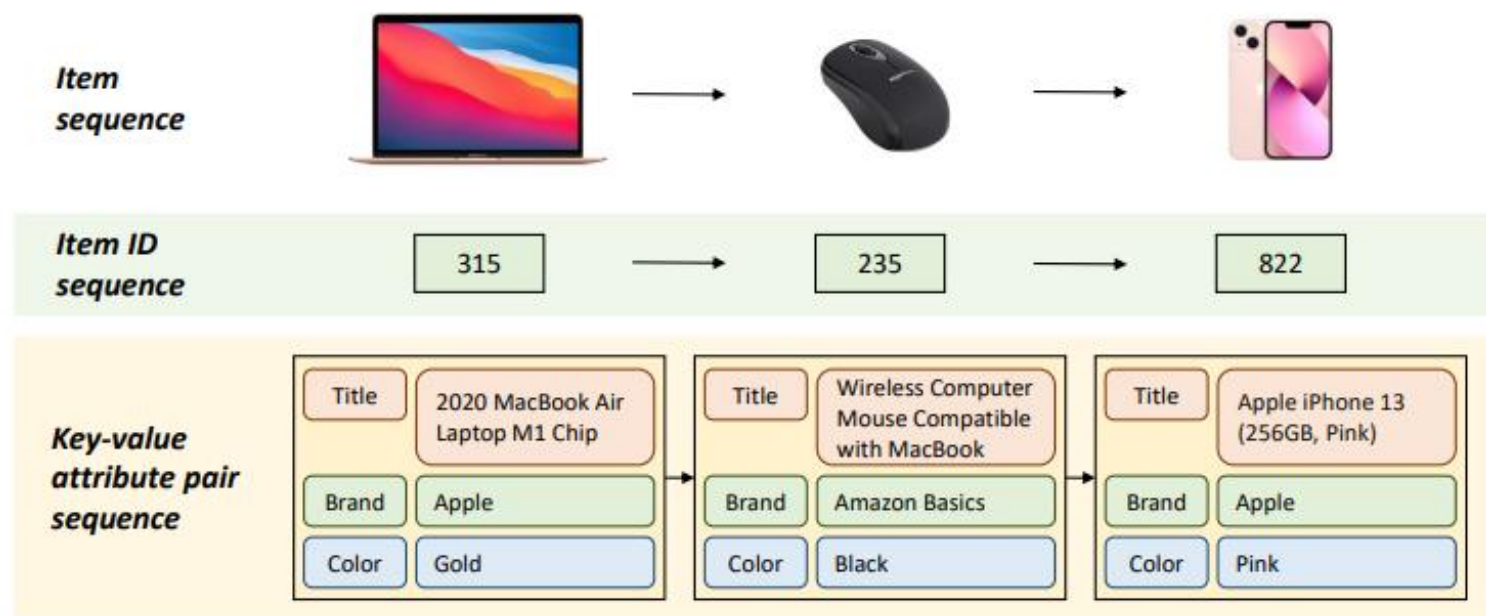 Item
sequence
Item ID
sequence
315
235
822
Key-value
attribute pair
sequence
Title
2020 MacBook Air
Laptop M1 Chip
Brand
Apple
Color
Gold
Title
Wireless Computer
Mouse Compatible
with MacBook
Brand
Amazon Basics
Color
Black
Title
Apple iPhone 13
(256GB, Pink)
Brand
Apple
Color
Pink